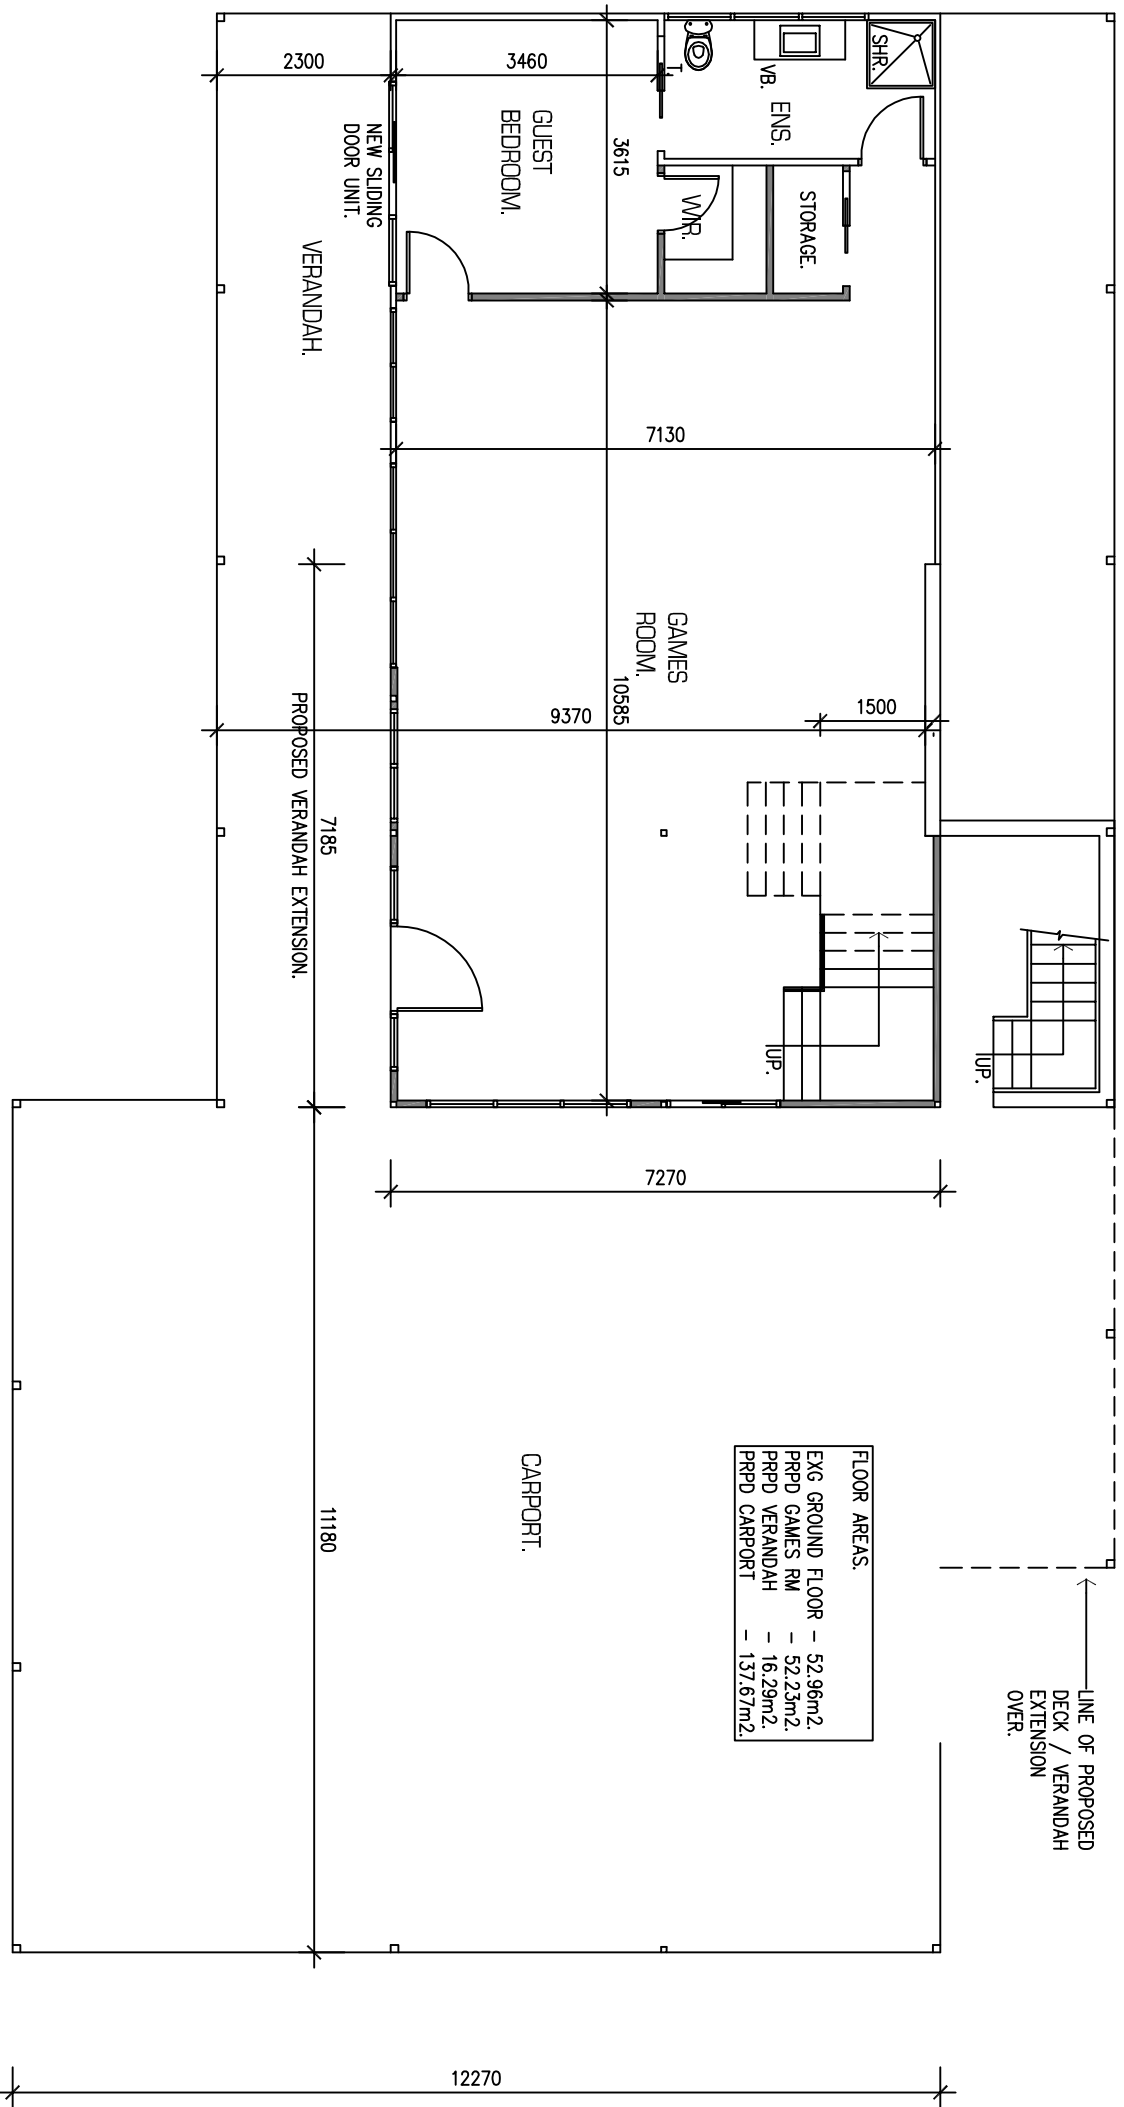 2300
3460
SHR.
T.
VB.
ENS.
GUEST
BEDROOM.
3615
NEW SLIDING
DOOR UNIT.
W.I.R.
STORAGE.
VERANDAH.
7130
GAMES
ROOM.
10585
9370
1500
PROPOSED VERANDAH EXTENSION.
7185
UP.
UP.
7270
FLOOR AREAS.
EXG GROUND FLOOR - 52.96m2.
PRPD GAMES RM - 52.23m2.
PRPD VERANDAH - 16.29m2.
PRPD CARPORT - 137.67m2.
CARPORT.
11180
LINE OF PROPOSED
DECK / VERANDAH
EXTENSION
OVER.
12270